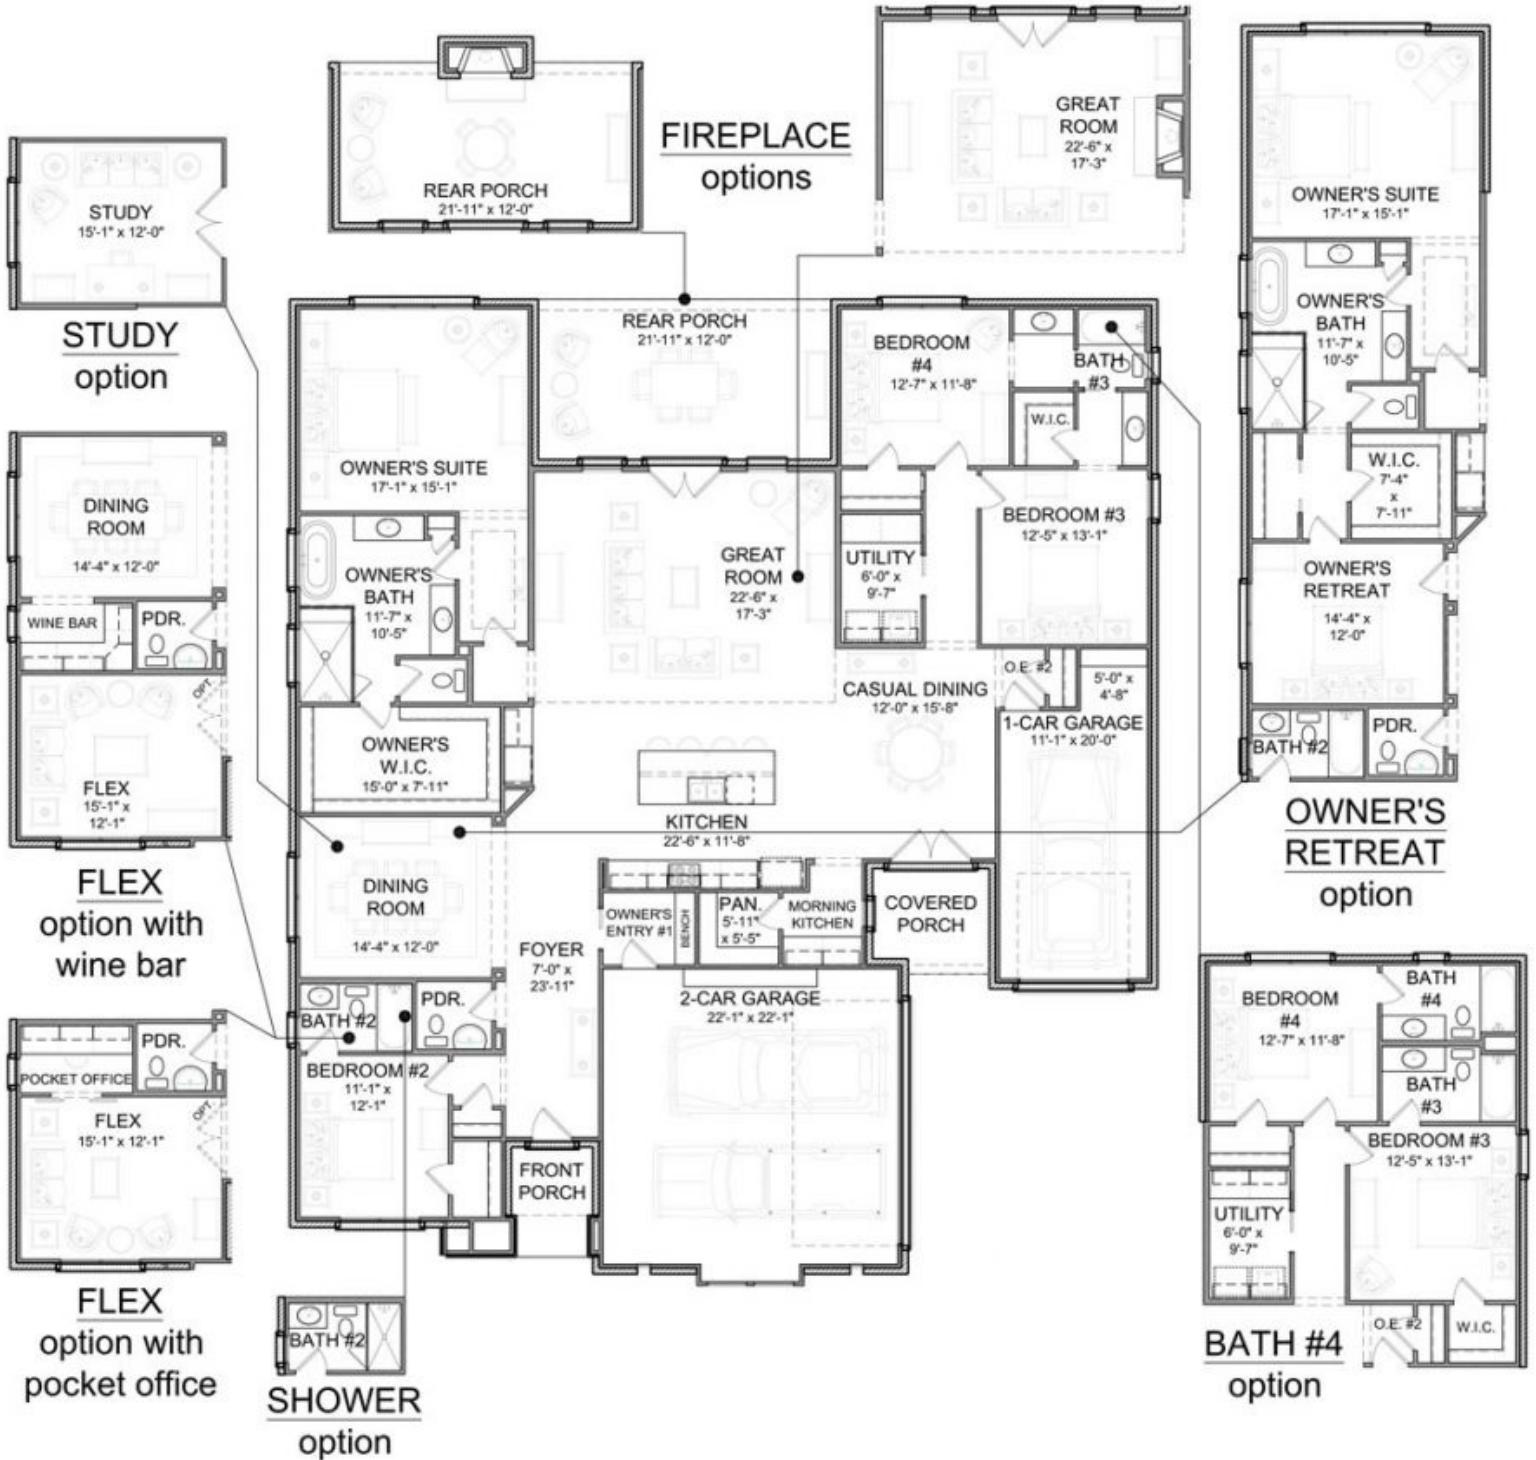 REAR PORCH
21'-11" x 12'-0"
FIREPLACE
options
GREAT
ROOM
22'-6" x
17'-3"
STUDY
15'-1" x 12'-0"
STUDY
option
DINING
ROOM
14'-4" x 12'-0"
WINE BAR
PDR.
OPT.
FLEX
15'-1" x
12'-1"
FLEX
option with
wine bar
PDR.
POCKET OFFICE
OPT.
FLEX
15'-1" x 12'-1"
FLEX
option with
pocket office
OWNER'S SUITE
17'-1" x 15'-1"
REAR PORCH
21'-11" x 12'-0"
BEDROOM
#4
12'-7" x 11'-8"
BATH
#3
W.I.C.
BEDROOM #3
12'-5" x 13'-1"
GREAT
ROOM
22'-6" x
17'-3"
UTILITY
6'-0" x
9'-7"
OWNER'S
BATH
11'-7" x
10'-5"
OWNER'S
W.I.C.
15'-0" x 7'-11"
CASUAL DINING
12'-0" x 15'-8"
O.E. #2
5'-0" x
4'-8"
1-CAR GARAGE
11'-1" x 20'-0"
KITCHEN
22'-6" x 11'-8"
DINING
ROOM
14'-4" x 12'-0"
FOYER
7'-0" x
23'-11"
OWNER'S
ENTRY #1
BENCH
PAN.
5'-11"
x 5'-5"
MORNING
KITCHEN
COVERED
PORCH
2-CAR GARAGE
22'-1" x 22'-1"
BATH #2
PDR.
BEDROOM #2
11'-1" x
12'-1"
FRONT
PORCH
BATH #2
SHOWER
option
OWNER'S SUITE
17'-1" x 15'-1"
OWNER'S
BATH
11'-7" x
10'-5"
W.I.C.
7'-4"
x
7'-11"
OWNER'S
RETREAT
14'-4" x
12'-0"
BATH #2
PDR.
OWNER'S
RETREAT
option
BEDROOM
#4
12'-7" x 11'-8"
BATH
#4
BATH
#3
BEDROOM #3
12'-5" x 13'-1"
UTILITY
6'-0" x
9'-7"
O.E. #2
W.I.C.
BATH #4
option